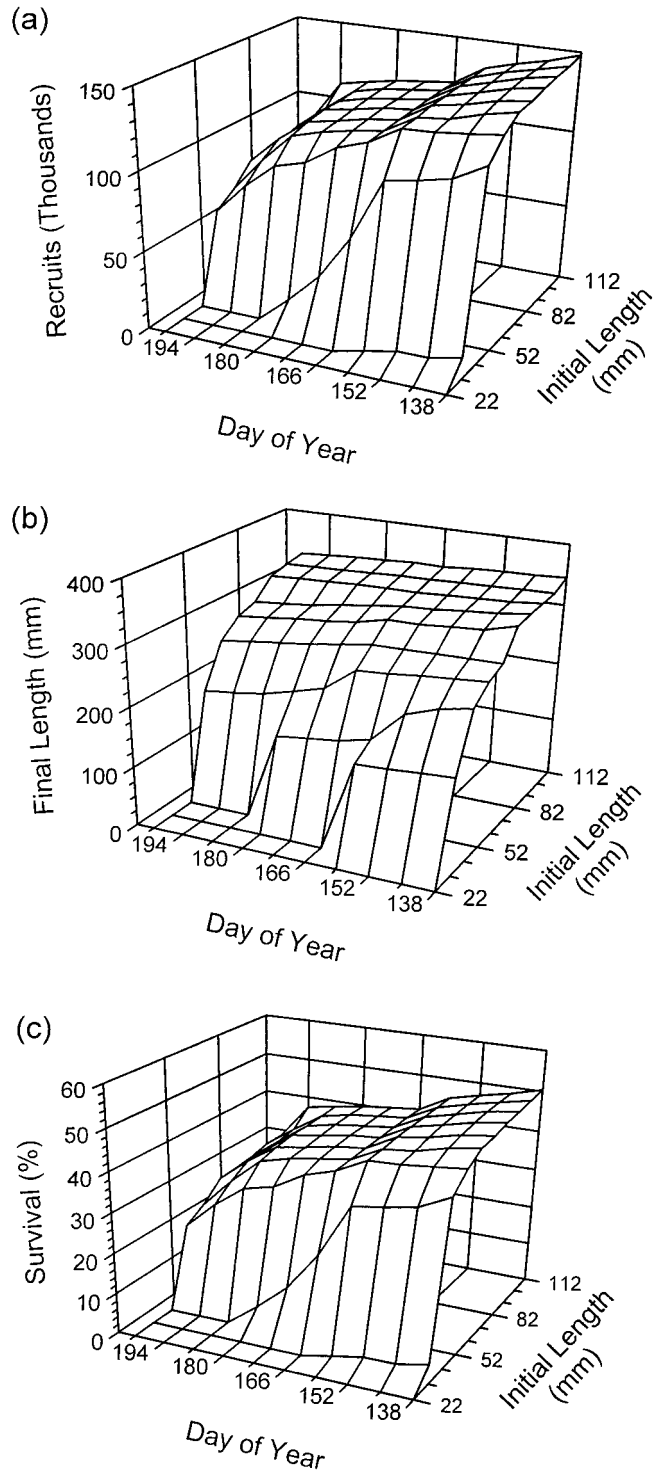 (a)
150
100
50
0
Recruits (Thousands)
194
180
166
152
138
Day of Year
22
52
82
112
Initial Length
(mm)
(b)
400
300
200
100
0
Final Length (mm)
194
180
166
152
138
Day of Year
22
52
82
112
Initial Length
(mm)
(c)
60
50
40
30
20
10
0
Survival (%)
194
180
166
152
138
Day of Year
22
52
82
112
Initial Length
(mm)